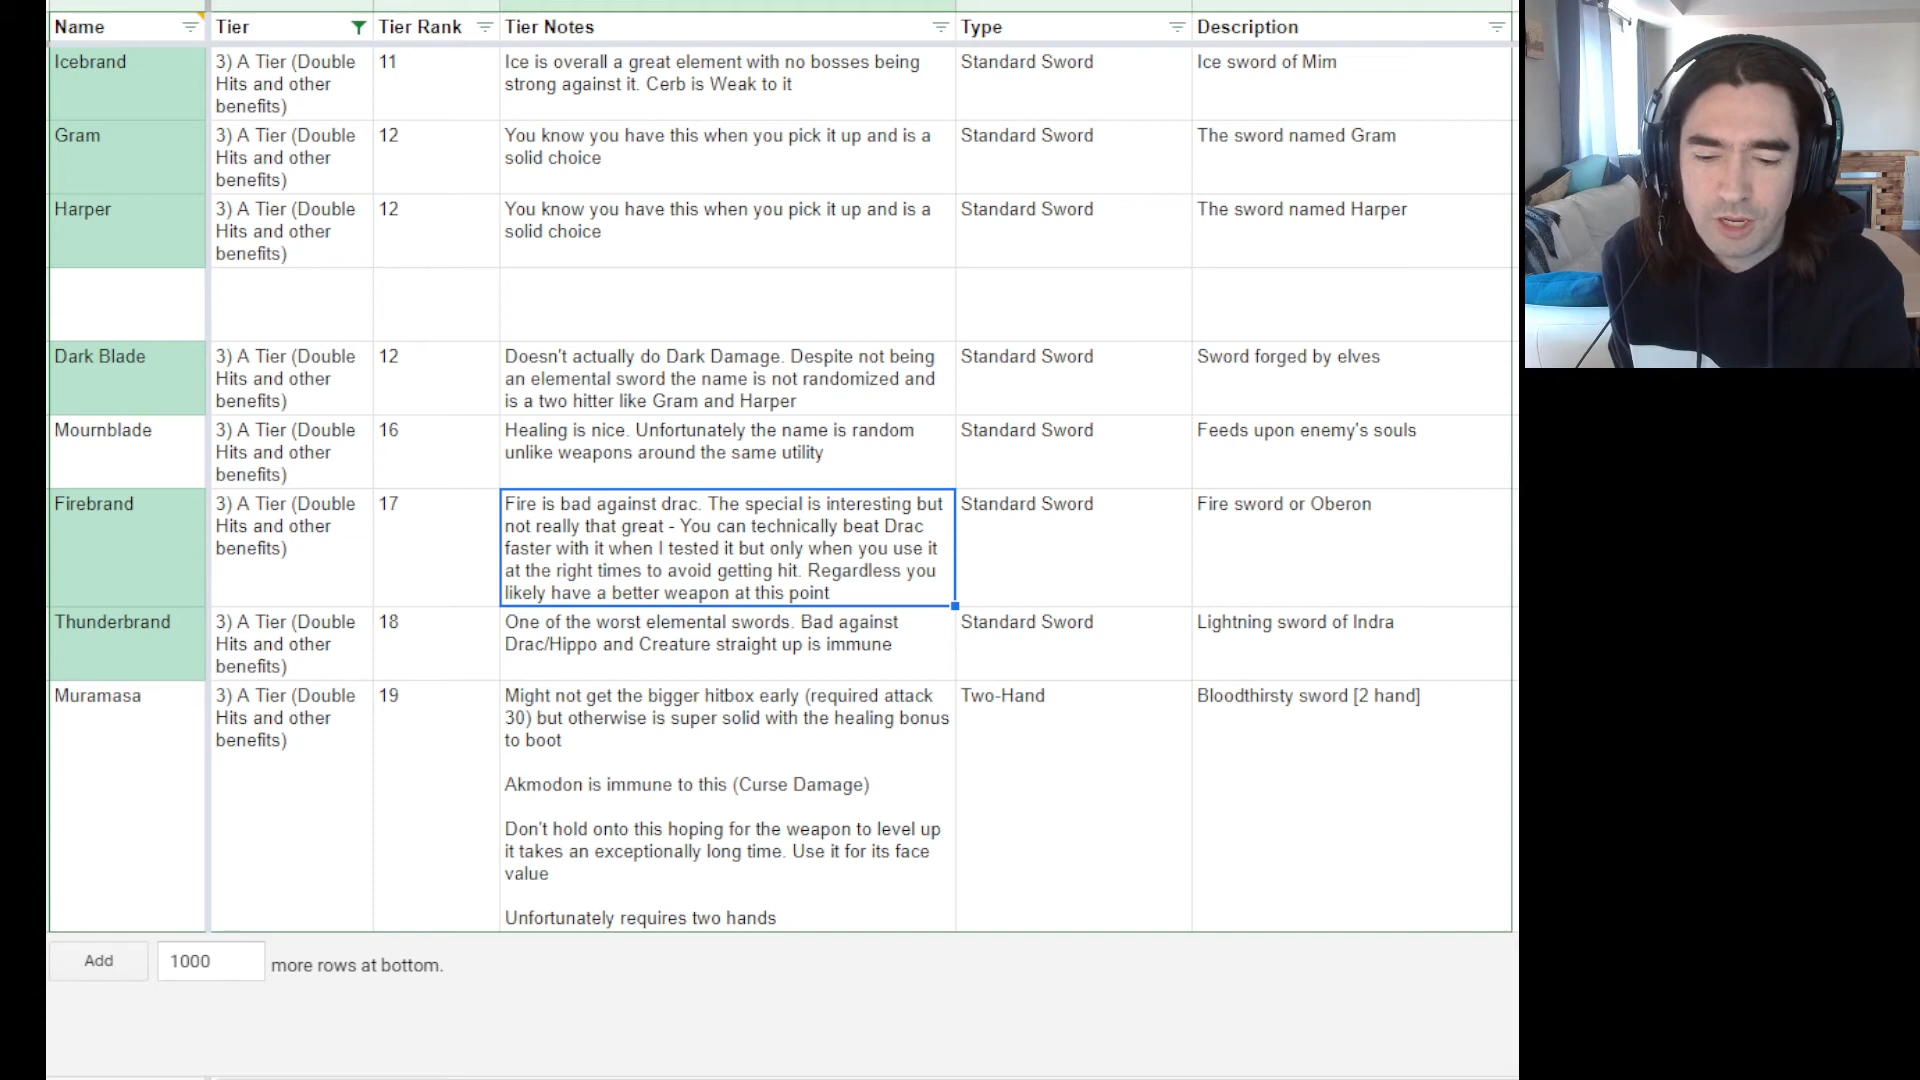 Name Tier Tier Rank Tier Notes Type Description
Icebrand 3) A Tier (Double 11 Ice is overall a great element with no bosses being Standard Sword Ice sword of Mim
Hits and other strong against it. Cerb is Weak to it
benefits)
Gram 3) A Tier (Double 12 You know you have this when you pick it up and is a Standard Sword The sword named Gram
Hits and other solid choice
benefits)
Harper 3) A Tier (Double 12 You know you have this when you pick it up and is a Standard Sword The sword named Harper
Hits and other solid choice
benefits)
Dark Blade 3) A Tier (Double 12 Doesn't actually do Dark Damage. Despite not being Standard Sword Sword forged by elves
Hits and other an elemental sword the name is not randomized and
benefits) is a two hitter like Gram and Harper
Mournblade 3) A Tier (Double 16 Healing is nice. Unfortunately the name is random Standard Sword Feeds upon enemy's souls
Hits and other unlike weapons around the same utility
benefits)
Firebrand 3) A Tier (Double 17 Fire is bad against drac. The special is interesting but Standard Sword Fire sword or Oberon
Hits and other not really that great - You can technically beat Drac
benefits) faster with it when I tested it but only when you use it
at the right times to avoid getting hit. Regardless you
likely have a better weapon at this point
Thunderbrand 3) A Tier (Double 18 One of the worst elemental swords. Bad against Standard Sword Lightning sword of Indra
Hits and other Drac/Hippo and Creature straight up is immune
benefits)
Muramasa 3) A Tier (Double 19 Might not get the bigger hitbox early (required attack Two-Hand Bloodthirsty sword [2 hand]
Hits and other 30) but otherwise is super solid with the healing bonus
benefits) to boot
Akmodon is immune to this (Curse Damage)
Don't hold onto this hoping for the weapon to level up
it takes an exceptionally long time. Use it for its face
value
Unfortunately requires two hands
Add 1000 more rows at bottom.